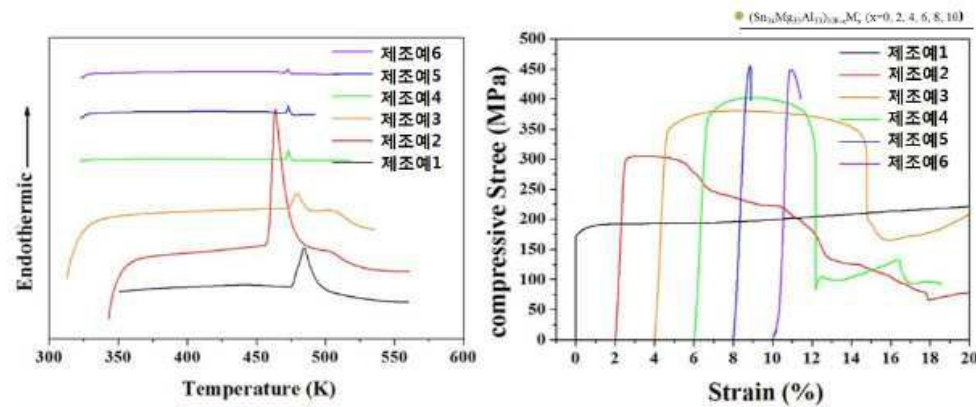 (x=0, 2, 4, 6, 8, 10)
Endothermic
제조예6
제조예5
제조예4
제조예3
제조예2
제조예1
300 350 400 450 500 550 600
Temperature (K)
compressive Stree (MPa)
500
450
400
350
300
250
200
150
100
50
0
제조예1
제조예2
제조예3
제조예4
제조예5
제조예6
0 2 4 6 8 10 12 14 16 18 20
Strain (%)